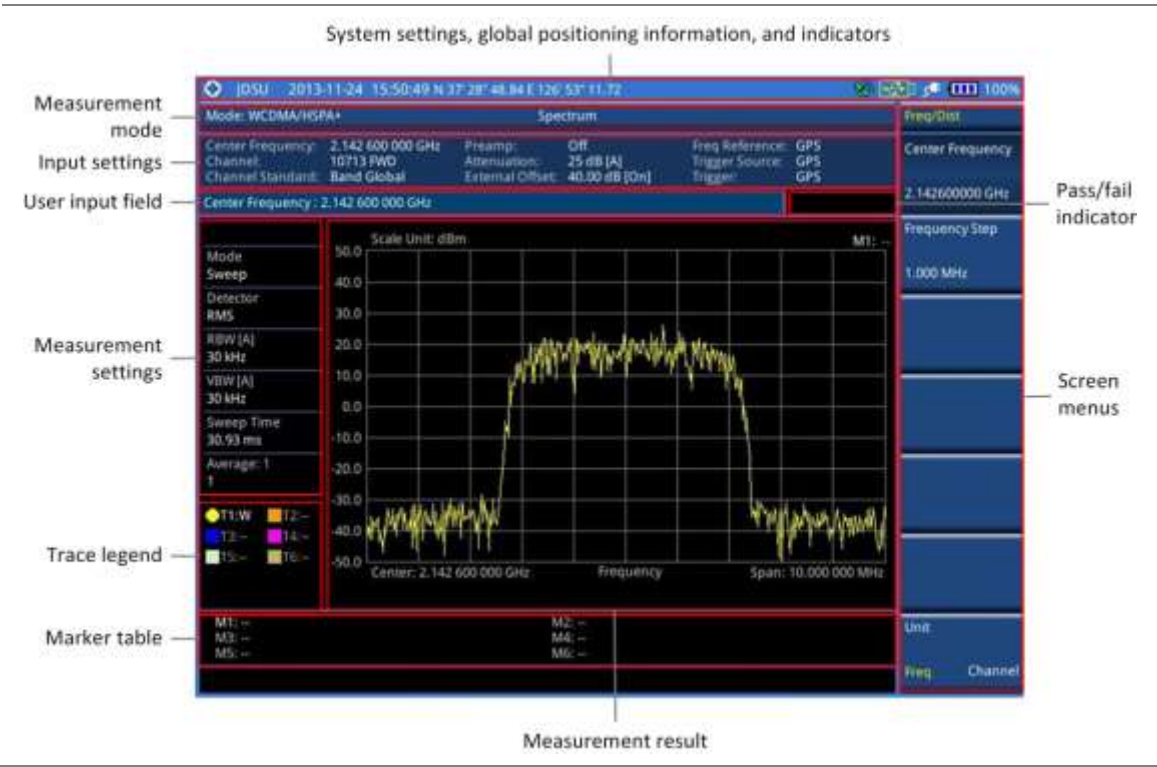 System settings, global positioning information, and indicators
JDSU 2013-11-24 15:50:49 N 37° 28" 48.84 E 126° 53" 11.72 100%
Measurement
mode
Mode: WCDMA/HSPA+ Spectrum
Freq/Dist
Input settings
Center Frequency: 2.142 600 000 GHz Preamp: Off Freq Reference: GPS
Channel: 10713 FWD Attenuation: 25 dB [A] Trigger Source: GPS
Channel Standard: Band Global External Offset: 40.00 dB [On] Trigger: GPS
Center Frequency
2.142600000 GHz
User input field
Center Frequency : 2.142 600 000 GHz
Pass/fail
indicator
Frequency Step
1.000 MHz
Scale Unit: dBm
M1: --
Mode
Sweep
Detector
RMS
RBW [A]
30 kHz
VBW [A]
30 kHz
Sweep Time
30.93 ms
Average: 1
1
Measurement
settings
50.0
40.0
30.0
20.0
10.0
0.0
-10.0
-20.0
-30.0
-40.0
-50.0
Center: 2.142 600 000 GHz Frequency Span: 10.000 000 MHz
Screen
menus
Trace legend
T1:W T2:--
T3:-- T4:--
T5:-- T6:--
Marker table
M1: -- M2: --
M3: -- M4: --
M5: -- M6: --
Unit
Freq Channel
Measurement result